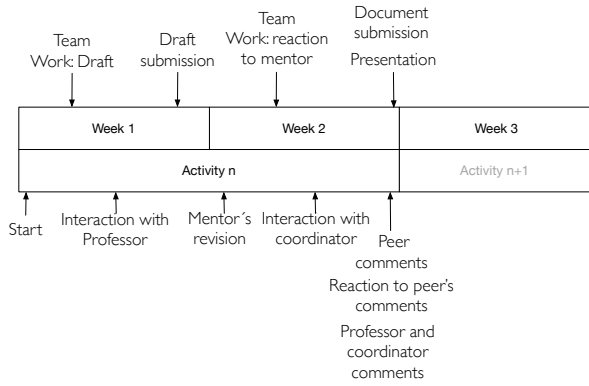 Team
Work: Draft
Draft
submission
Team
Work: reaction
to mentor
Document
submission
Presentation
Week 1
Week 2
Week 3
Activity n
Activity n+1
Start
Interaction with
Professor
Mentor´s
revision
Interaction with
coordinator
Peer
comments
Reaction to peer's
comments
Professor and
coordinator
comments